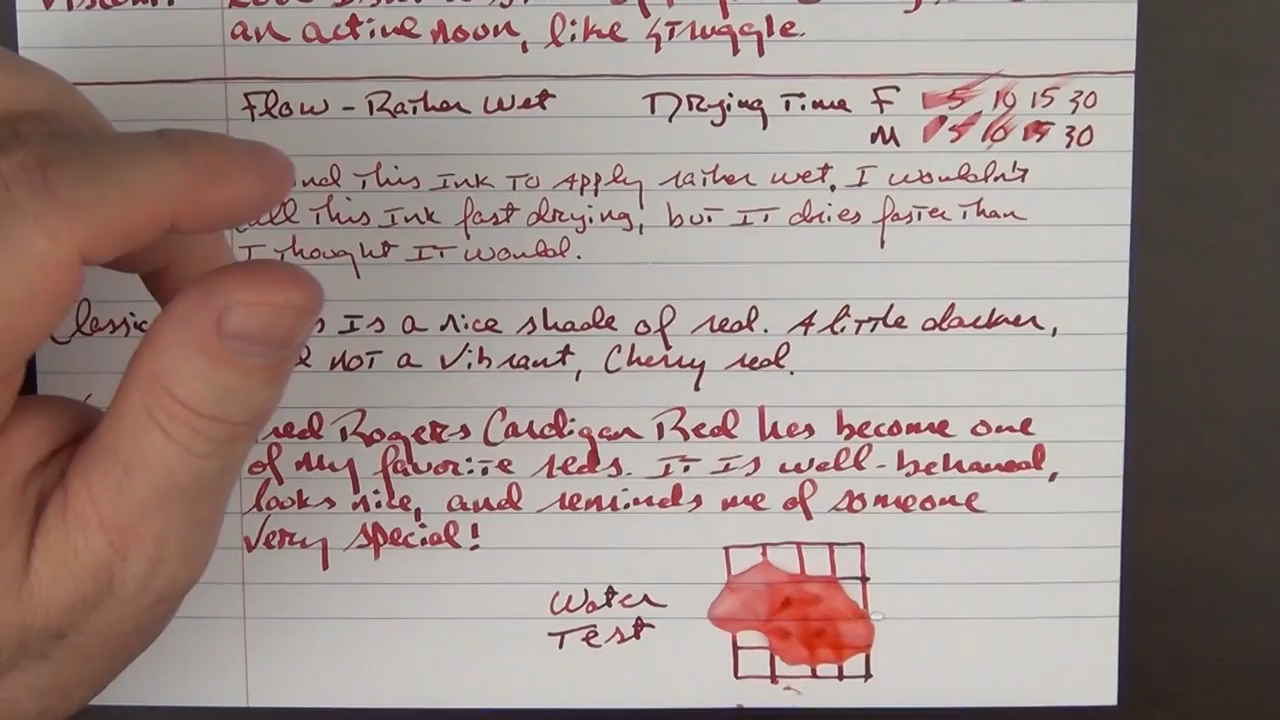 an active noun, like struggle.
Flow - Rather Wet Drying Time F 1 5 10 15 30
M 1 5 10 15 30
This Ink To Apply rather wet. I wouldn't
This Ink fast drying, but IT dries faster Than
I thought IT would.
Is a nice shade of red. A little darker,
not a vibrant, Cherry red.
Rogers Cardigan Red has become one
of my favorite reds. IT Is well-behaved,
looks nice, and reminds me of someone
very special!
Water
Test